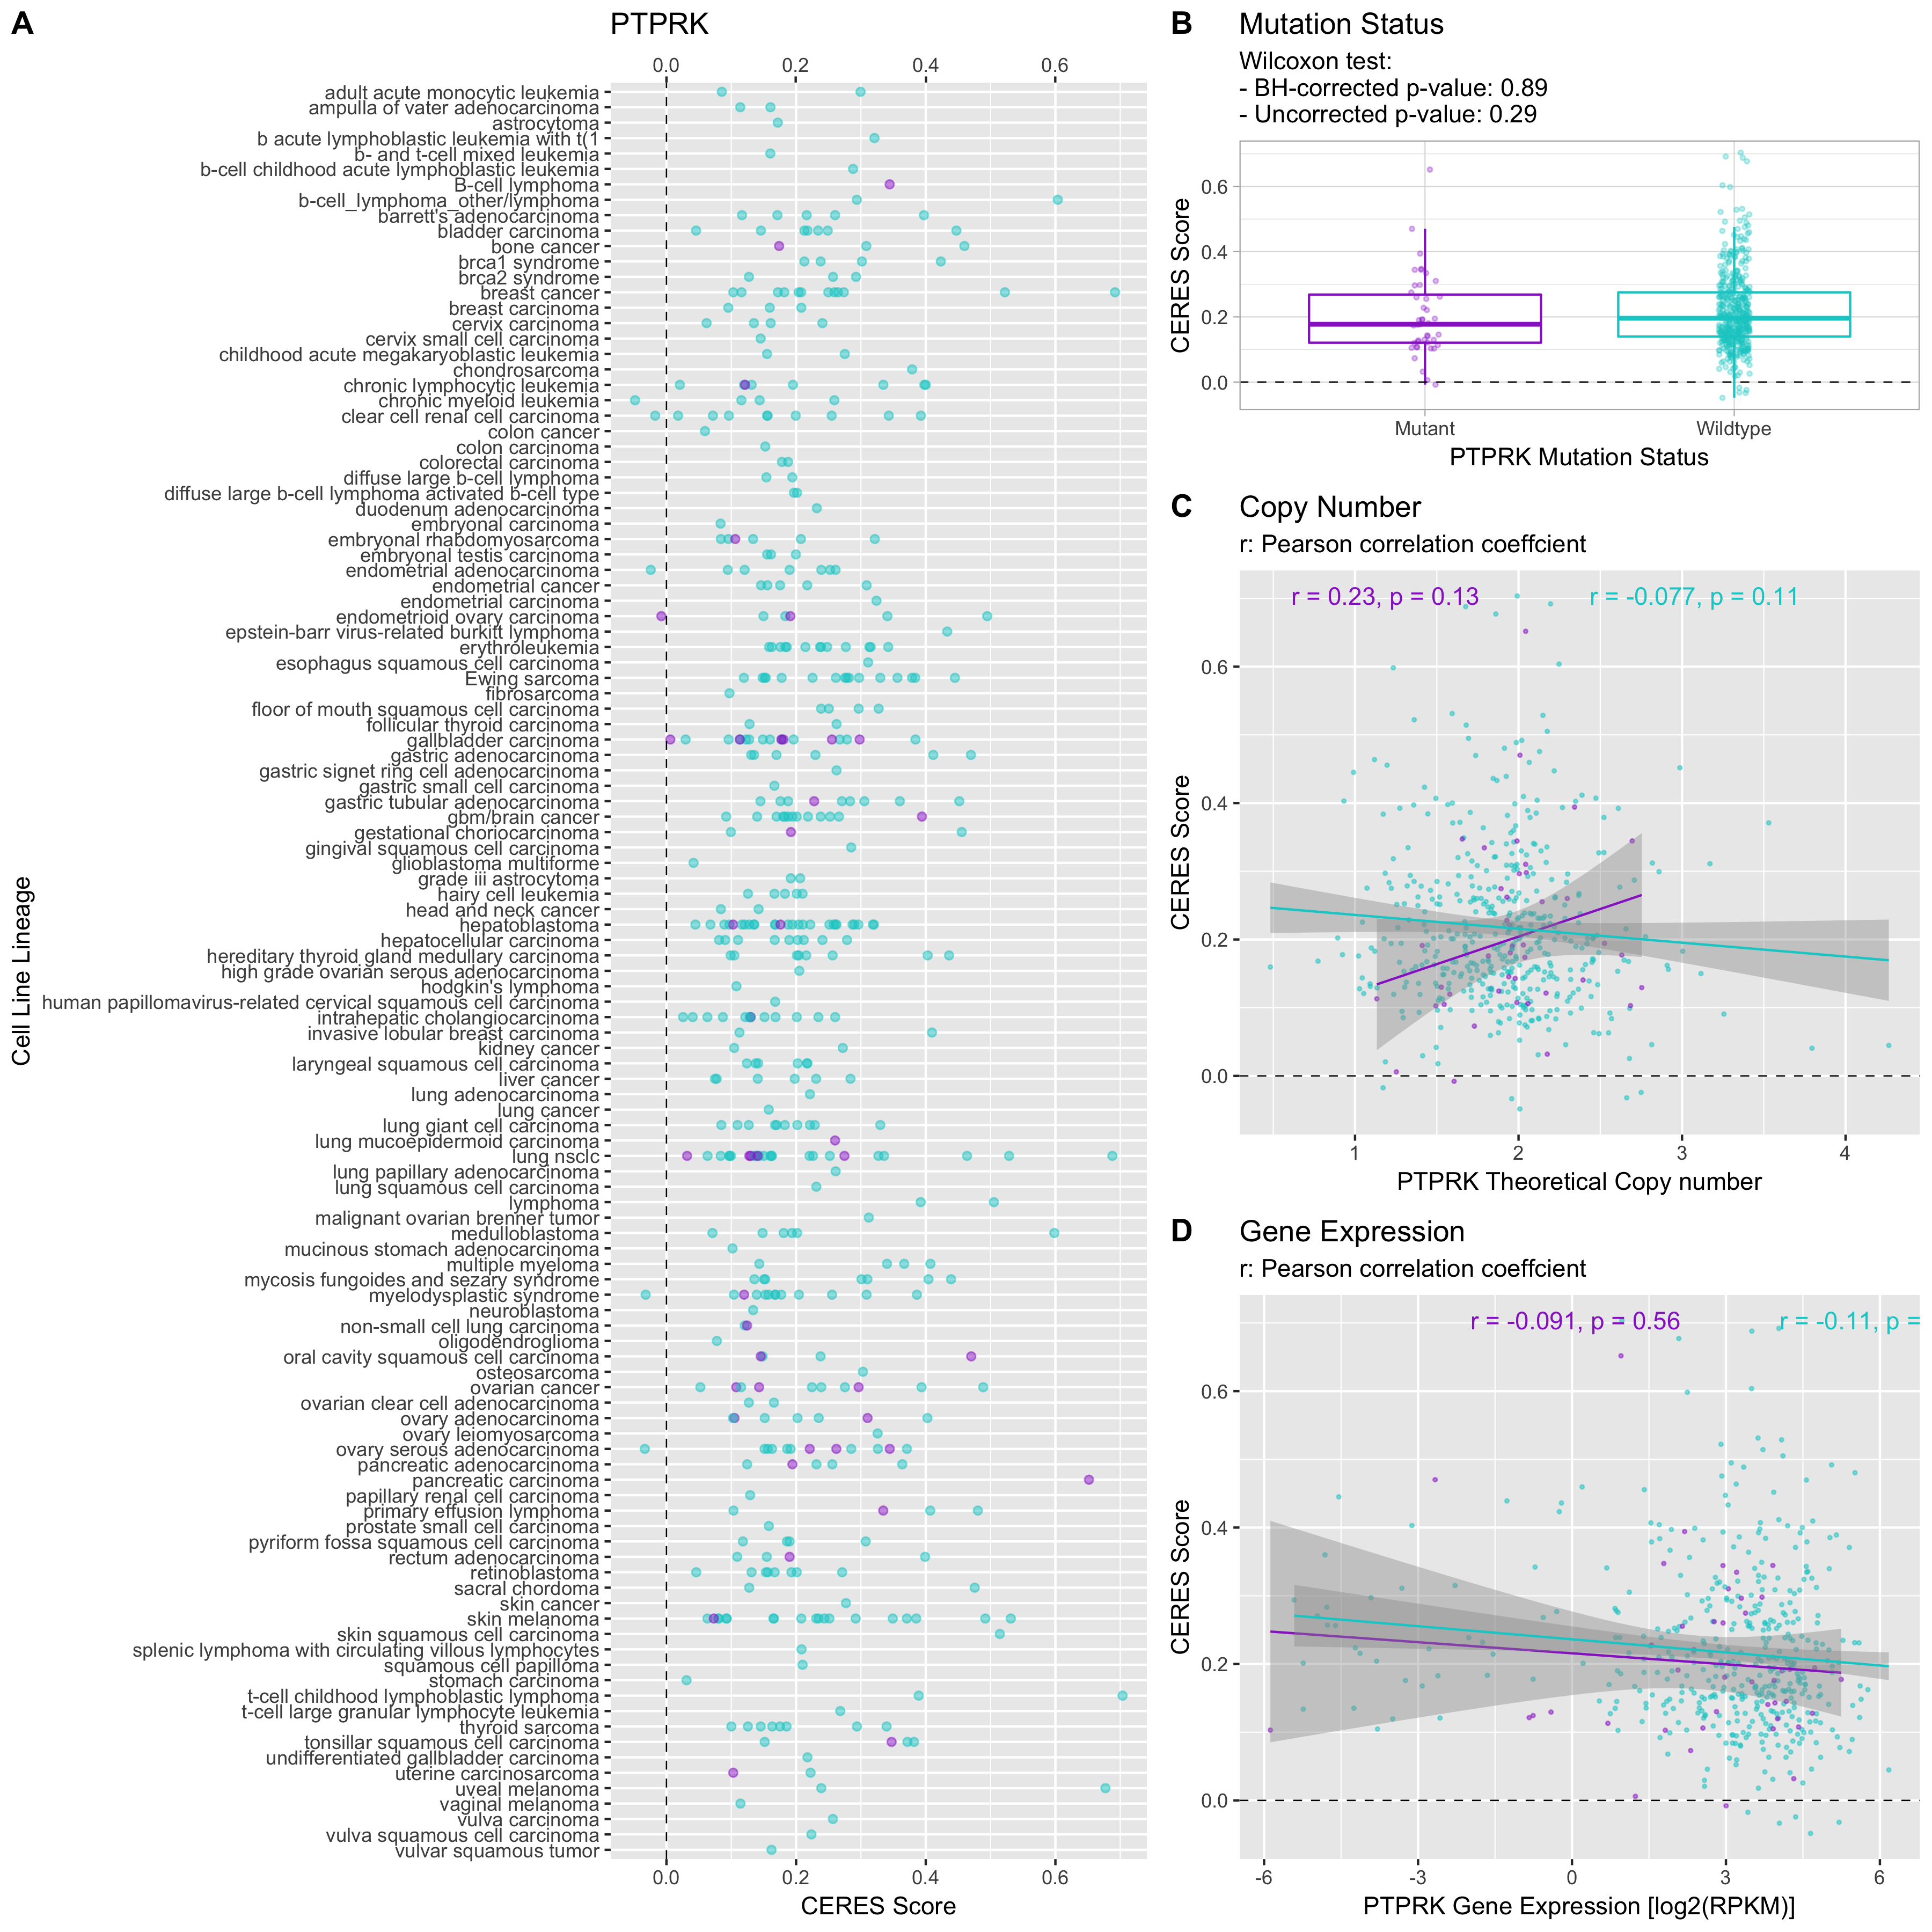 A
PTPRK
0.0 0.2 0.4 0.6
adult acute monocytic leukemia
ampulla of vater adenocarcinoma
astrocytoma
b acute lymphoblastic leukemia with t(1
b- and t-cell mixed leukemia
b-cell childhood acute lymphoblastic leukemia
B-cell lymphoma
b-cell_lymphoma_other/lymphoma
barrett's adenocarcinoma
bladder carcinoma
bone cancer
brca1 syndrome
brca2 syndrome
breast cancer
breast carcinoma
cervix carcinoma
cervix small cell carcinoma
childhood acute megakaryoblastic leukemia
chondrosarcoma
chronic lymphocytic leukemia
chronic myeloid leukemia
clear cell renal cell carcinoma
colon cancer
colon carcinoma
colorectal carcinoma
diffuse large b-cell lymphoma
diffuse large b-cell lymphoma activated b-cell type
duodenum adenocarcinoma
embryonal carcinoma
embryonal rhabdomyosarcoma
embryonal testis carcinoma
endometrial adenocarcinoma
endometrial cancer
endometrial carcinoma
endometrioid ovary carcinoma
epstein-barr virus-related burkitt lymphoma
erythroleukemia
esophagus squamous cell carcinoma
Ewing sarcoma
fibrosarcoma
floor of mouth squamous cell carcinoma
follicular thyroid carcinoma
gallbladder carcinoma
gastric adenocarcinoma
gastric signet ring cell adenocarcinoma
gastric small cell carcinoma
gastric tubular adenocarcinoma
gbm/brain cancer
gestational choriocarcinoma
gingival squamous cell carcinoma
glioblastoma multiforme
grade iii astrocytoma
hairy cell leukemia
head and neck cancer
hepatoblastoma
hepatocellular carcinoma
hereditary thyroid gland medullary carcinoma
high grade ovarian serous adenocarcinoma
hodgkin's lymphoma
human papillomavirus-related cervical squamous cell carcinoma
intrahepatic cholangiocarcinoma
invasive lobular breast carcinoma
kidney cancer
laryngeal squamous cell carcinoma
liver cancer
lung adenocarcinoma
lung cancer
lung giant cell carcinoma
lung mucoepidermoid carcinoma
lung nsclc
lung papillary adenocarcinoma
lung squamous cell carcinoma
lymphoma
malignant ovarian brenner tumor
medulloblastoma
mucinous stomach adenocarcinoma
multiple myeloma
mycosis fungoides and sezary syndrome
myelodysplastic syndrome
neuroblastoma
non-small cell lung carcinoma
oligodendroglioma
oral cavity squamous cell carcinoma
osteosarcoma
ovarian cancer
ovarian clear cell adenocarcinoma
ovary adenocarcinoma
ovary leiomyosarcoma
ovary serous adenocarcinoma
pancreatic adenocarcinoma
pancreatic carcinoma
papillary renal cell carcinoma
primary effusion lymphoma
prostate small cell carcinoma
pyriform fossa squamous cell carcinoma
rectum adenocarcinoma
retinoblastoma
sacral chordoma
skin cancer
skin melanoma
skin squamous cell carcinoma
splenic lymphoma with circulating villous lymphocytes
squamous cell papilloma
stomach carcinoma
t-cell childhood lymphoblastic lymphoma
t-cell large granular lymphocyte leukemia
thyroid sarcoma
tonsillar squamous cell carcinoma
undifferentiated gallbladder carcinoma
uterine carcinosarcoma
uveal melanoma
vaginal melanoma
vulva carcinoma
vulva squamous cell carcinoma
vulvar squamous tumor
0.0 0.2 0.4 0.6
CERES Score
Cell Line Lineage
B
Mutation Status
Wilcoxon test:
- BH-corrected p-value: 0.89
- Uncorrected p-value: 0.29
0.6
0.4
0.2
0.0
CERES Score
Mutant Wildtype
PTPRK Mutation Status
C
Copy Number
r: Pearson correlation coeffcient
r = 0.23, p = 0.13 r = -0.077, p = 0.11
0.6
0.4
0.2
0.0
CERES Score
1 2 3 4
PTPRK Theoretical Copy number
D
Gene Expression
r: Pearson correlation coeffcient
r = -0.091, p = 0.56 r = -0.11, p =
0.6
0.4
0.2
0.0
CERES Score
-6 -3 0 3 6
PTPRK Gene Expression [log2(RPKM)]